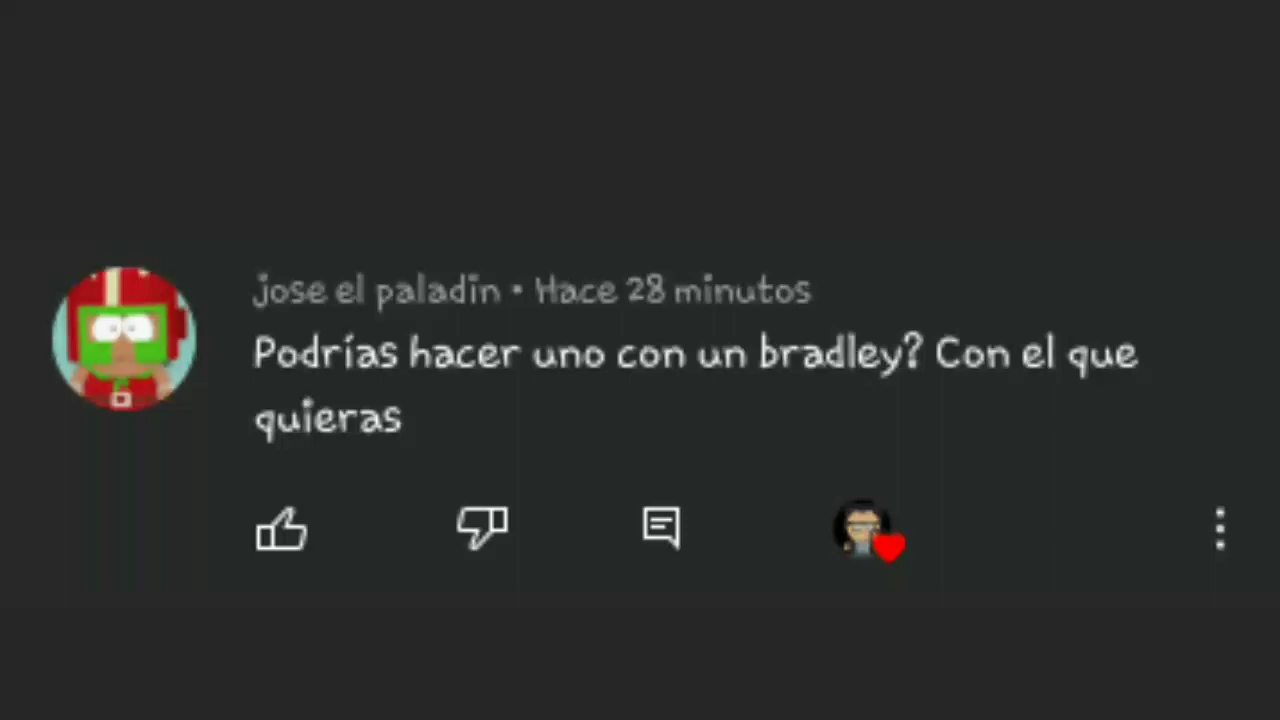 jose el paladin • Hace 28 minutos
Podrías hacer uno con un bradley? Con el que
quieras